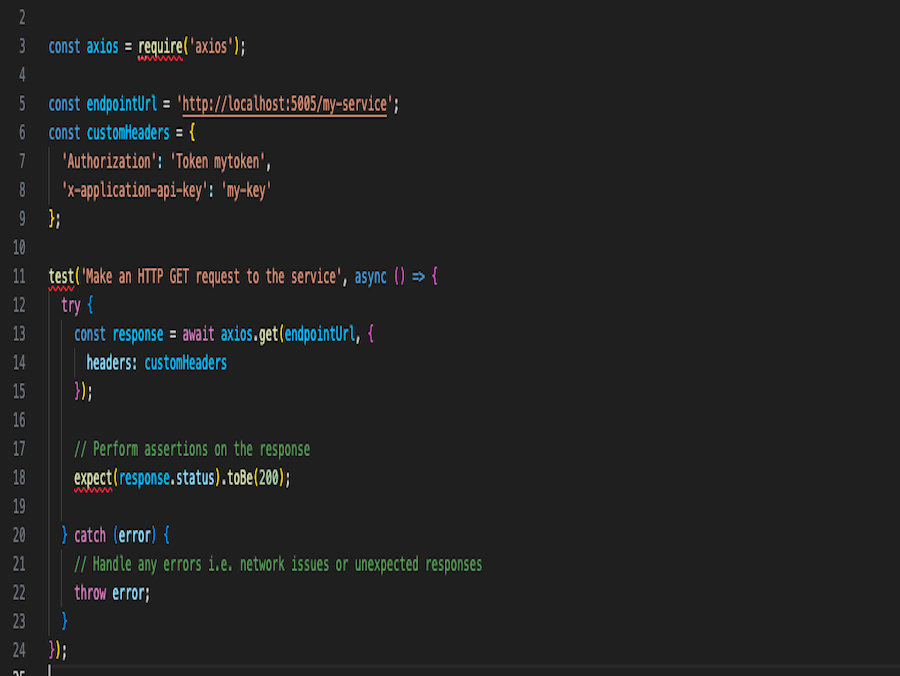 2
3 const axios = require('axios');
4
5 const endpointUrl = 'http://localhost:5005/my-service';
6 const customHeaders = {
7 'Authorization': 'Token mytoken',
8 'x-application-api-key': 'my-key'
9 };
10
11 test('Make an HTTP GET request to the service', async () => {
12 try {
13 const response = await axios.get(endpointUrl, {
14 headers: customHeaders
15 });
16
17 // Perform assertions on the response
18 expect(response.status).toBe(200);
19
20 } catch (error) {
21 // Handle any errors i.e. network issues or unexpected responses
22 throw error;
23 }
24 });
25